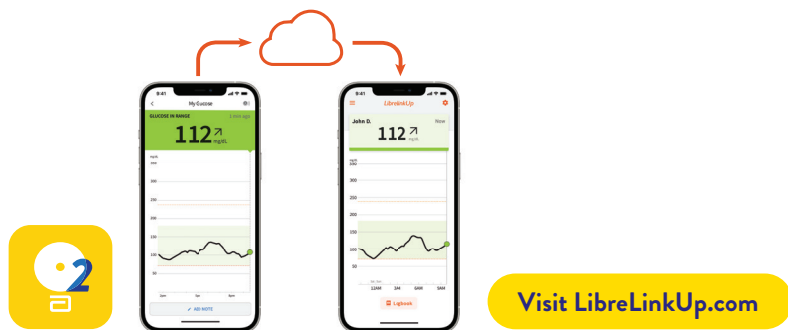 9:41
My Glucose
GLUCOSE IN RANGE
1 min ago
112
mg/dL
mg/dL
350
300
250
200
150
100
50
ADD NOTE
9:41
LibreLinkUp
John D.
Now
112
mg/dL
mg/dL
350
300
250
200
150
100
50
12AM 3AM 6AM 9AM
Logbook
2
Visit LibreLinkUp.com